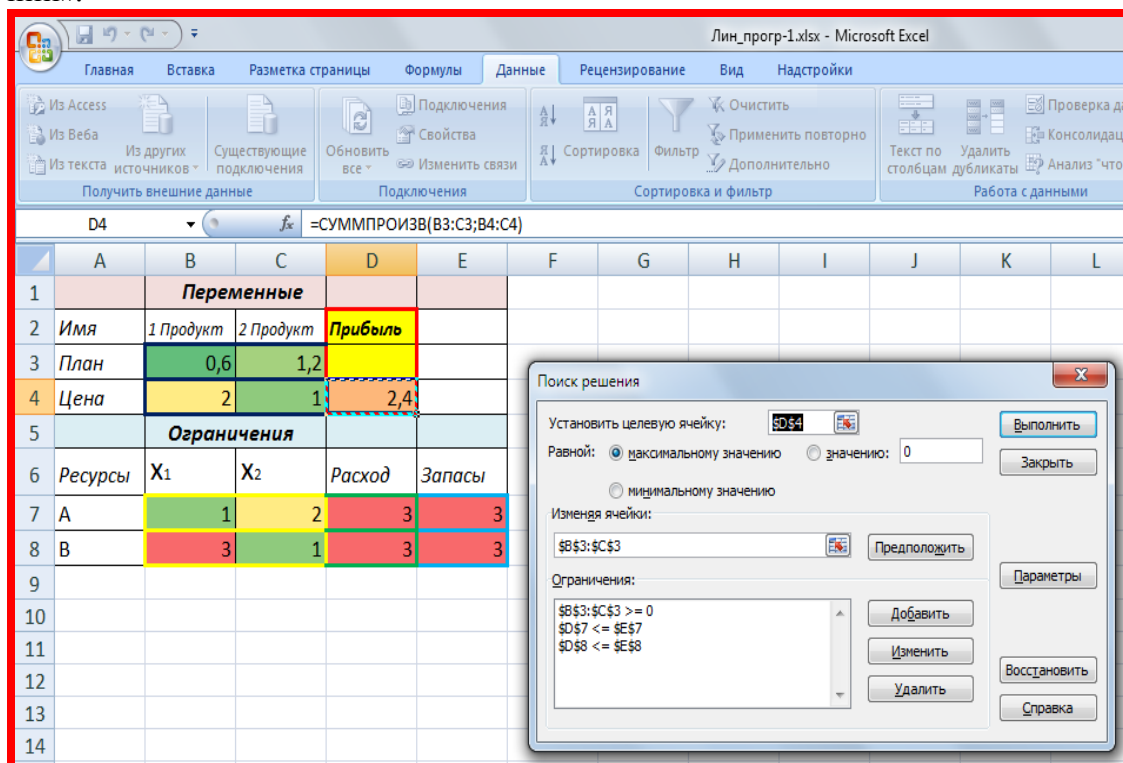 Лин_прогр-1.xlsx - Microsoft Excel
Главная Вставка Разметка страницы Формулы Данные Рецензирование Вид Надстройки
Из Access
Из Веба
Из текста
Из других источников
Существующие подключения
Получить внешние данные
Обновить все
Подключения
Свойства
Изменить связи
Подключения
Сортировка
Фильтр
Очистить
Применить повторно
Дополнительно
Сортировка и фильтр
Текст по столбцам
Удалить дубликаты
Проверка да
Консолидац
Анализ "что
Работа с данными
D4 fx =СУММПРОИЗВ(B3:C3;B4:C4)
A B C D E F G H I J K L
1 Переменные
2 Имя 1 Продукт 2 Продукт Прибыль
3 План 0,6 1,2
4 Цена 2 1 2,4
5 Ограничения
6 Ресурсы X1 X2 Расход Запасы
7 A 1 2 3 3
8 B 3 1 3 3
9
10
11
12
13
14
Поиск решения
Установить целевую ячейку: $D$4 Выполнить
Равной: максимальному значению значению: 0 Закрыть
минимальному значению
Изменяя ячейки:
$B$3:$C$3 Предположить
Ограничения: Параметры
$B$3:$C$3 >= 0 Добавить
$D$7 <= $E$7
$D$8 <= $E$8 Изменить
Восстановить
Удалить
Справка